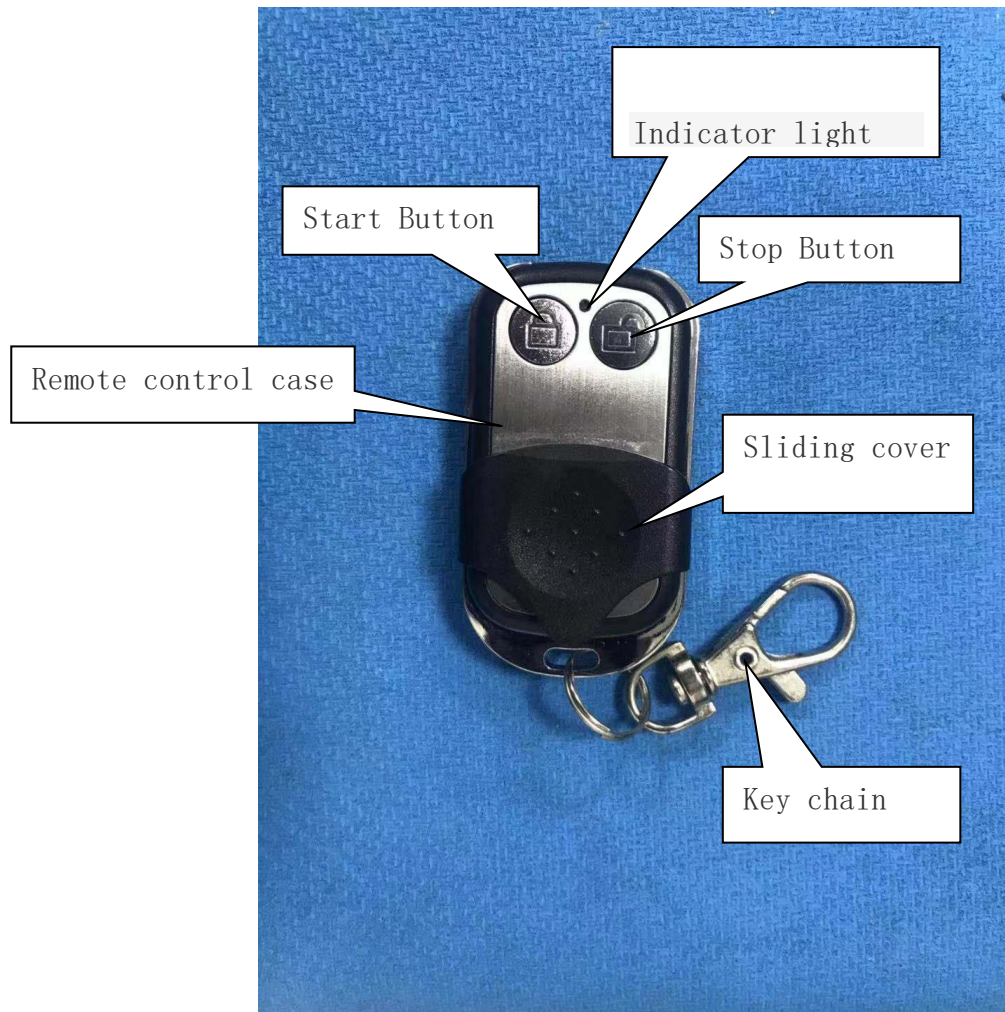 Indicator light
Start Button
Stop Button
Remote control case
Sliding cover
Key chain